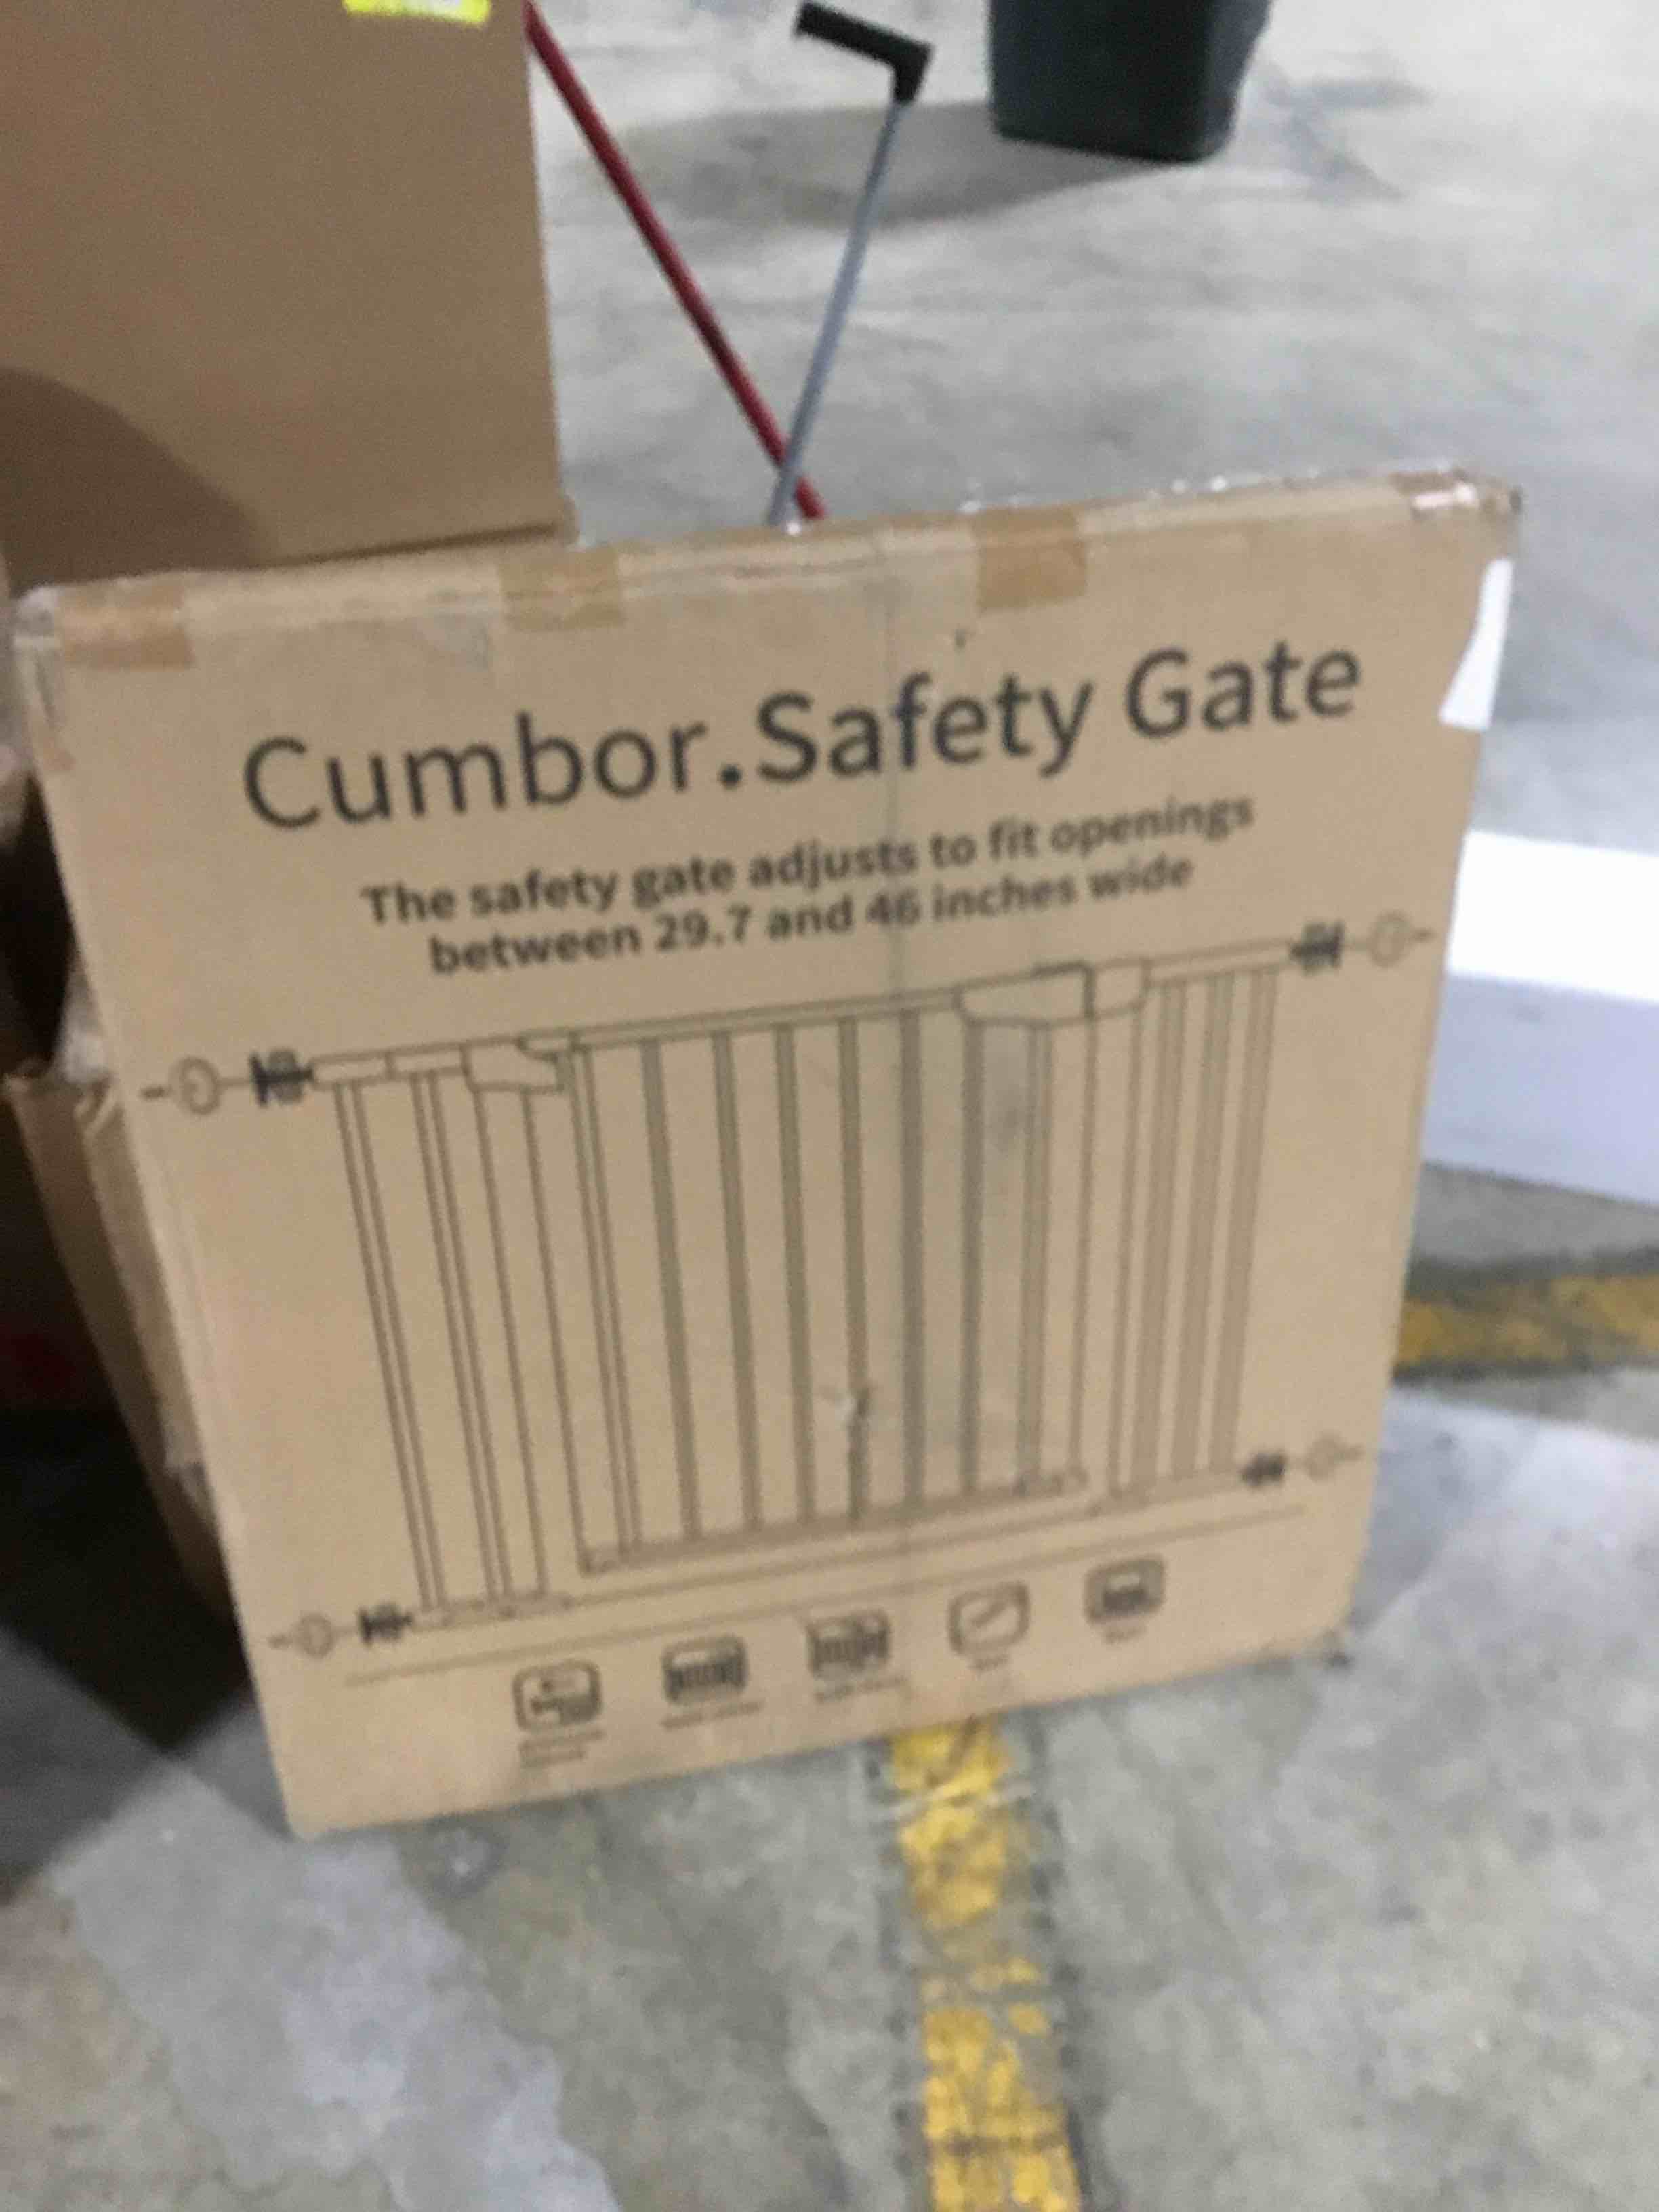 Cumbor.Safety Gate
The safety gate adjusts to fit openings
between 29.7 and 46 inches wide